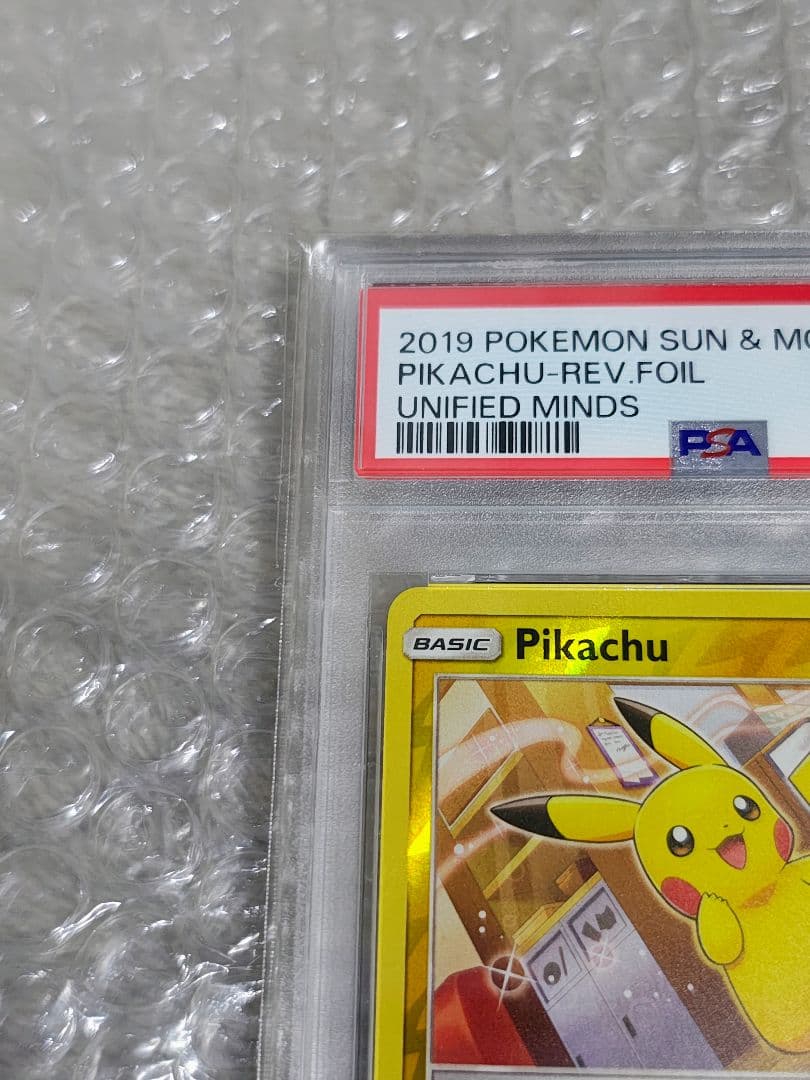 2019 POKEMON SUN & MO
PIKACHU-REV.FOIL
UNIFIED MINDS
PSA
BASIC Pikachu